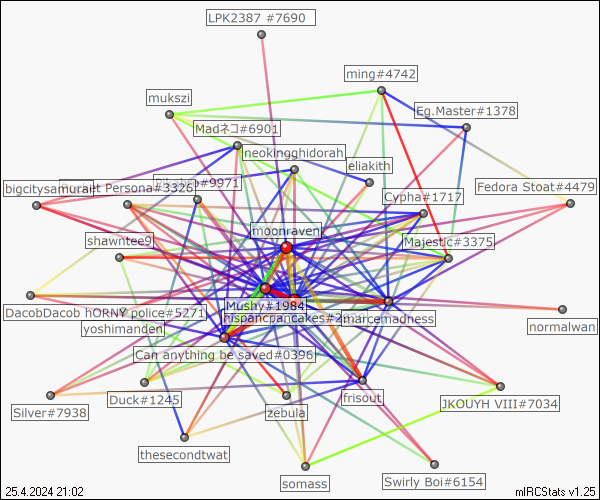 LPK2387 #7690
ming#4742
mukszi
Eg.Master#1378
Madネコ#6901
neokingghidorah
eliakith
#9971
bigcitysamurai
et Persona#3326
Fedora Stoat#4479
Cypha#1717
moonraven
shawntee9
Majestic#3375
Mushy#1984
hispancpancakes#2
marcemadness
DacobDacob
hORNY police#5271
normalwan
yoshimanden
Can anything be saved#0396
Duck#1245
frisout
JKOUYH VIII#7034
Silver#7938
zebula
thesecondtwat
somass
Swirly Boi#6154
25.4.2024 21:02
mIRCStats v1.25